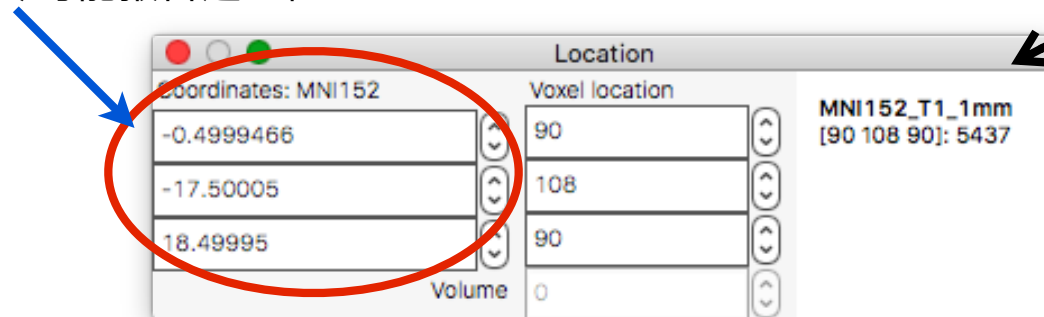 Location
Coordinates: MNI152
Voxel location
-0.4999466
90
-17.50005
108
18.49995
90
Volume
0
MNI152_T1_1mm
[90 108 90]: 5437